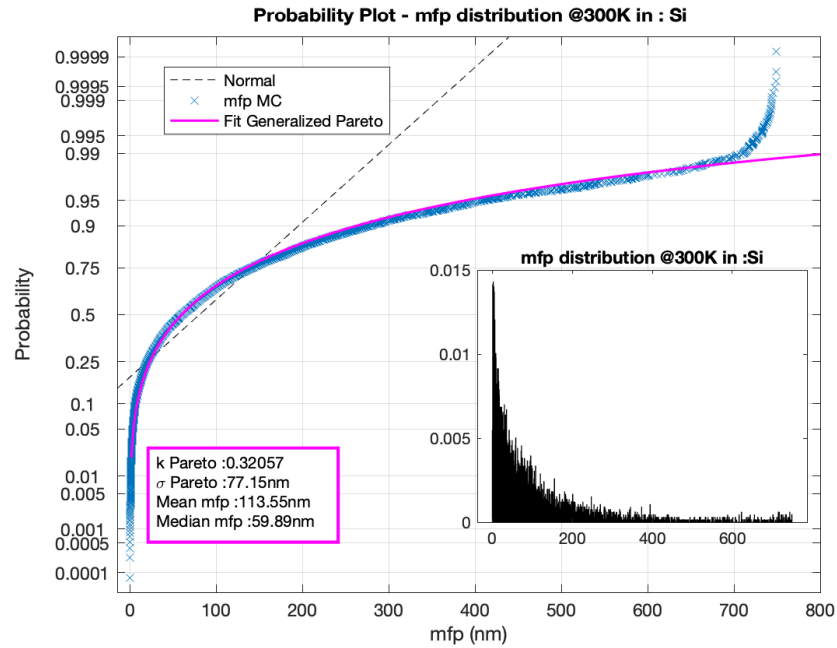 Probability Plot - mfp distribution @300K in : Si
0.9999
0.9995
0.999
0.995
0.99
0.95
0.9
0.75
0.5
0.25
0.1
0.05
0.01
0.005
0.001
0.0005
0.0001
Probability
Normal
mfp MC
Fit Generalized Pareto
mfp distribution @300K in :Si
0.015
0.01
0.005
0
0 200 400 600
k Pareto :0.32057
σ Pareto :77.15nm
Mean mfp :113.55nm
Median mfp :59.89nm
0 100 200 300 400 500 600 700 800
mfp (nm)